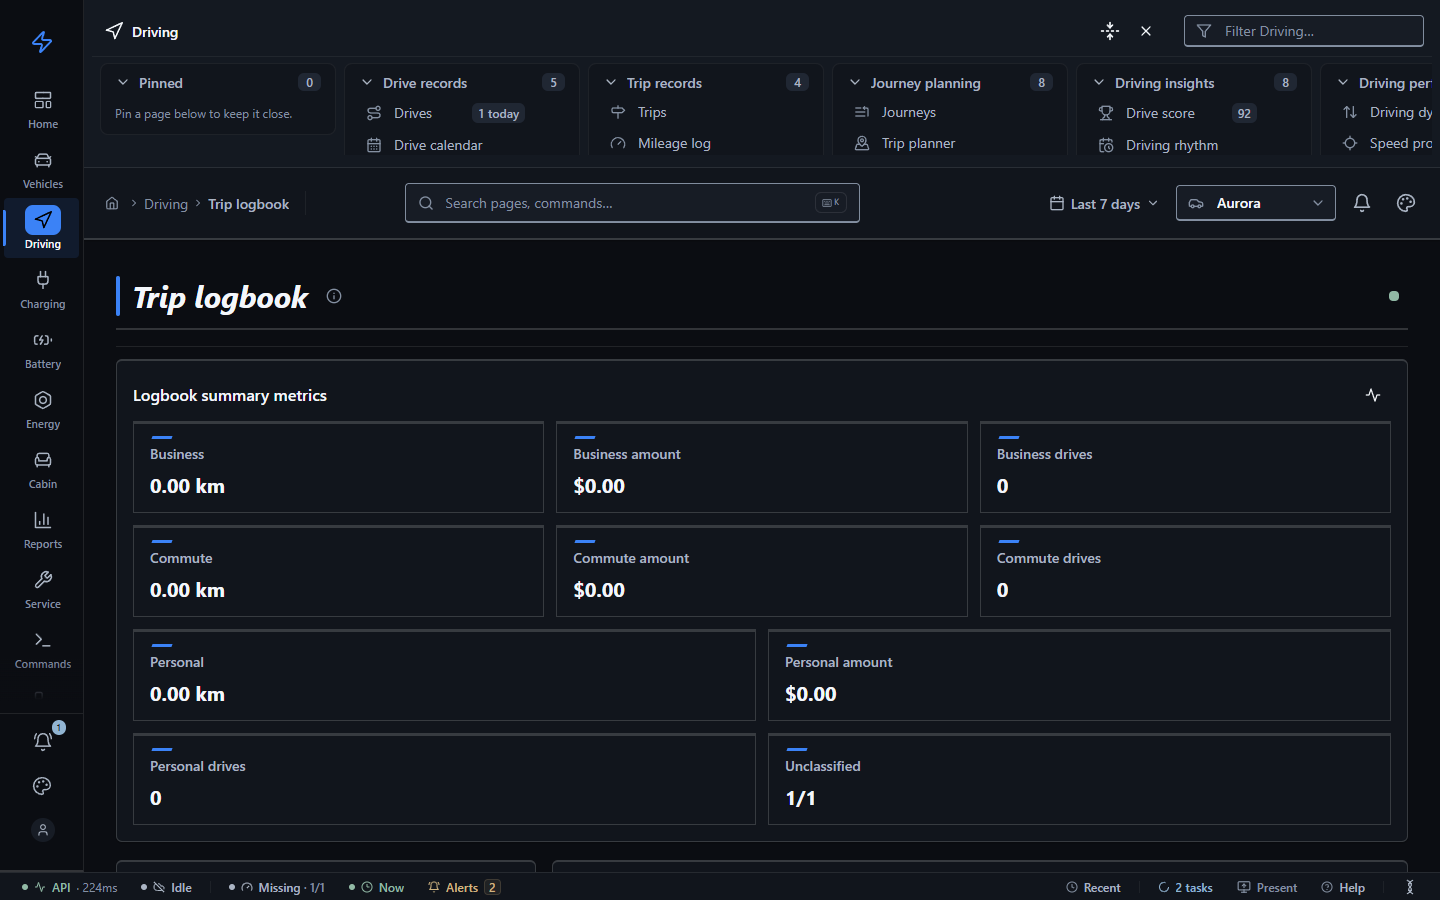 Driving
Filter Driving...
Pinned 0
Pin a page below to keep it close.
Drive records 5
Drives 1 today
Drive calendar
Trip records 4
Trips
Mileage log
Journey planning 8
Journeys
Trip planner
Driving insights 8
Drive score 92
Driving rhythm
Driving per
Driving dy
Speed pro
Home
Vehicles
Driving
Charging
Battery
Energy
Cabin
Reports
Service
Commands
1
Driving
Trip logbook
Search pages, commands...
K
Last 7 days
Aurora
Trip logbook
Logbook summary metrics
Business
0.00 km
Business amount
$0.00
Business drives
0
Commute
0.00 km
Commute amount
$0.00
Commute drives
0
Personal
0.00 km
Personal amount
$0.00
Personal drives
0
Unclassified
1/1
API · 224ms
Idle
Missing · 1/1
Now
Alerts 2
Recent
2 tasks
Present
Help